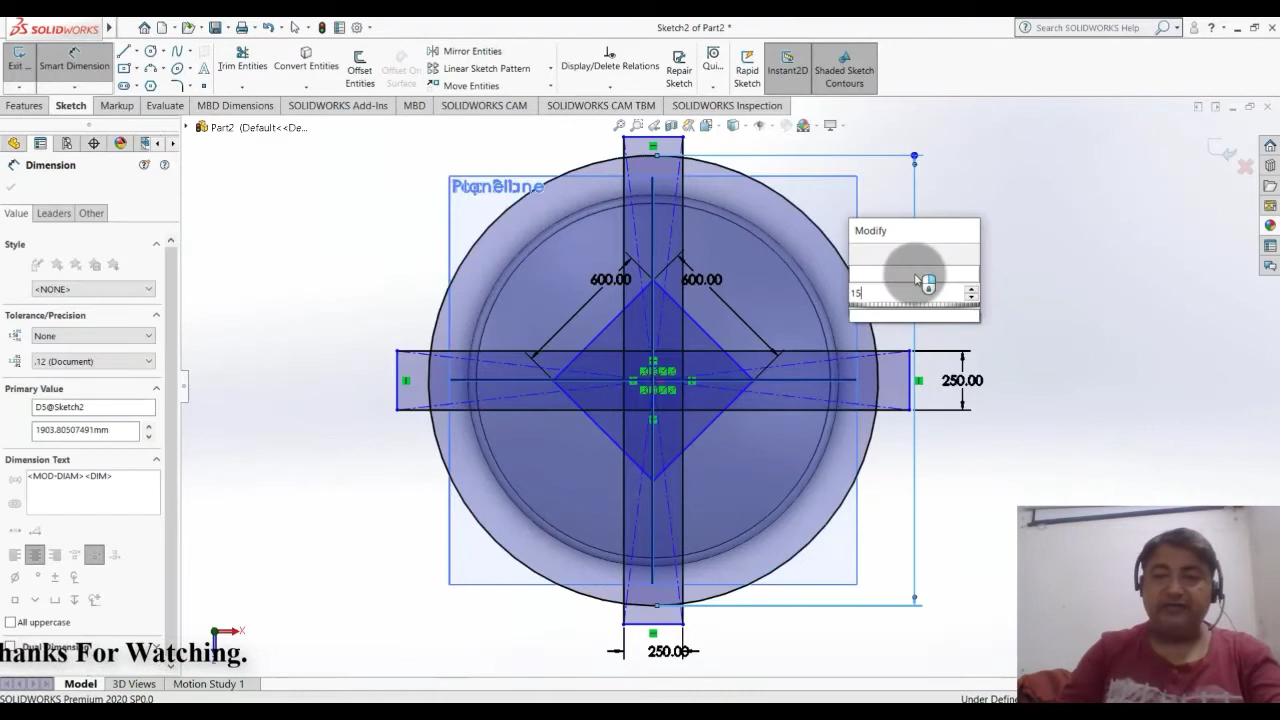 SOLIDWORKS
Sketch2 of Part2 *
Search SOLIDWORKS Help
Exit ...
Smart Dimension
Trim Entities
Convert Entities
Offset Entities
Offset On Surface
Mirror Entities
Linear Sketch Pattern
Move Entities
Display/Delete Relations
Repair Sketch
Qui...
Rapid Sketch
Instant2D
Shaded Sketch Contours
Features
Sketch
Markup
Evaluate
MBD Dimensions
SOLIDWORKS Add-Ins
MBD
SOLIDWORKS CAM
SOLIDWORKS CAM TBM
SOLIDWORKS Inspection
Part2 (Default<<De...
Dimension
Value
Leaders
Other
Style
<NONE>
Tolerance/Precision
None
.12 (Document)
Primary Value
D5@Sketch2
1903.80507491mm
Dimension Text
<MOD-DIAM> <DIM>
All uppercase
Modify
15
600.00
600.00
250.00
250.00
X
hanks For Watching.
Model
3D Views
Motion Study 1
SOLIDWORKS Premium 2020 SP0.0
Under Defin